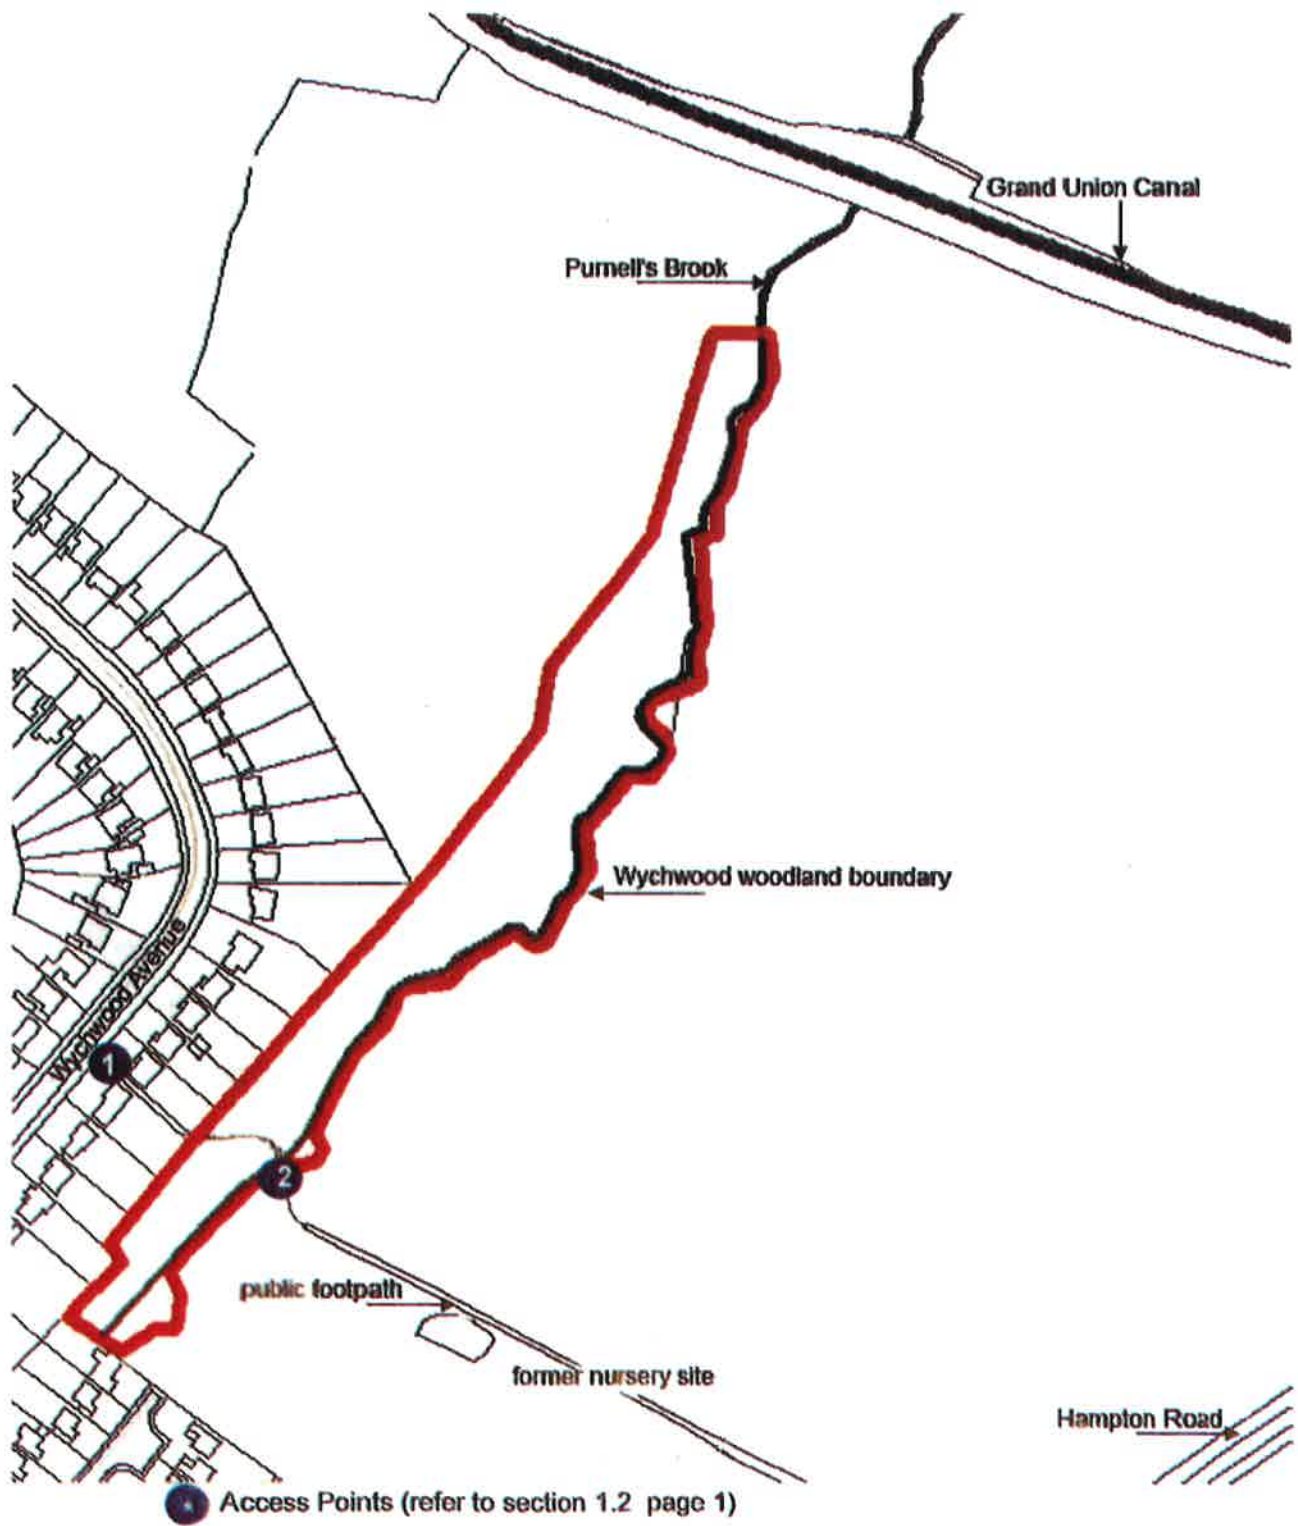 Grand Union Canal
Purnell's Brook
Wychwood woodland boundary
Wychwood Avenue
1
2
public footpath
former nursery site
Hampton Road
Access Points (refer to section 1.2 page 1)